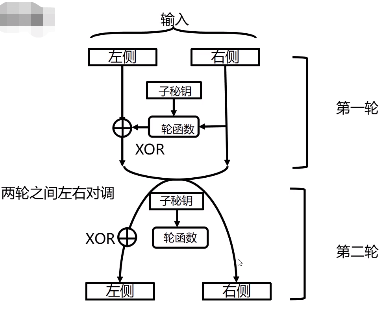 输入
左侧 右侧
子秘钥
第一轮
轮函数
XOR
两轮之间左右对调
子秘钥
XOR
轮函数
第二轮
左侧 右侧